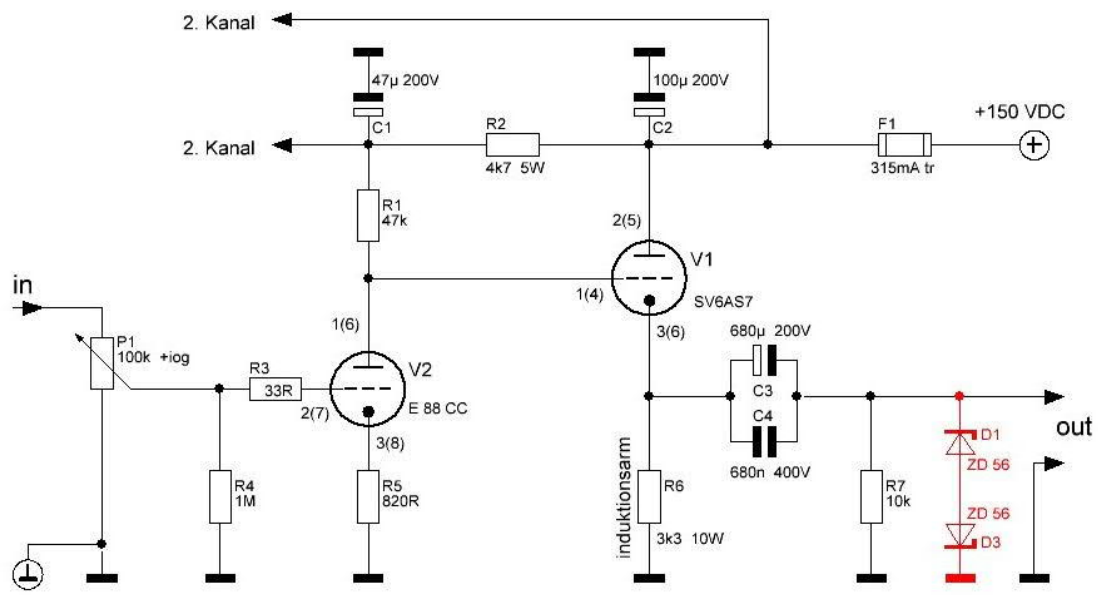 2. Kanal
47µ 200V
C1
100µ 200V
C2
+150 VDC
2. Kanal
R2
4k7 5W
F1
315mA tr
R1
47k
2(5)
V1
in
1(4)
SV6AS7
1(6)
3(6)
680µ 200V
P1
100k +iog
R3
33R
V2
C3
2(7)
E 88 CC
C4
out
D1
3(8)
680n 400V
ZD 56
R4
1M
R5
820R
induktionsarm
R6
R7
10k
ZD 56
3k3 10W
D3